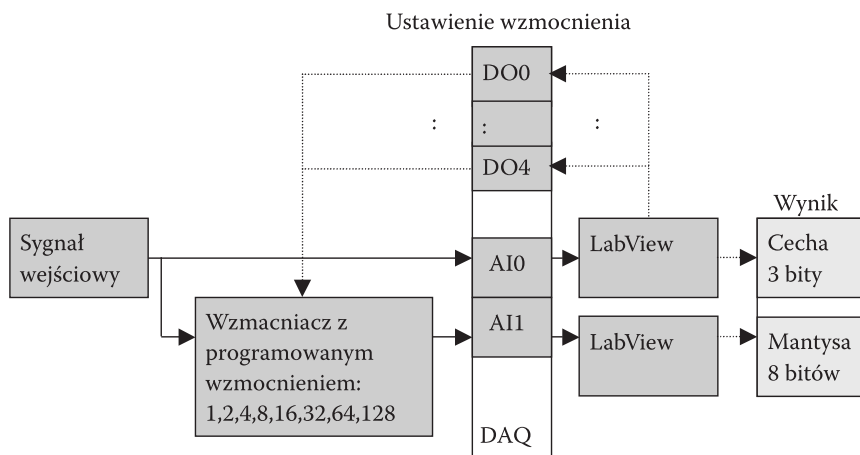 Ustawienie wzmocnienia
DO0
:
:
:
DO4
Wynik
Sygnał
wejściowy
AI0
LabView
Cecha
3 bity
Wzmacniacz z
programowanym
wzmocnieniem:
1,2,4,8,16,32,64,128
AI1
LabView
Mantysa
8 bitów
DAQ